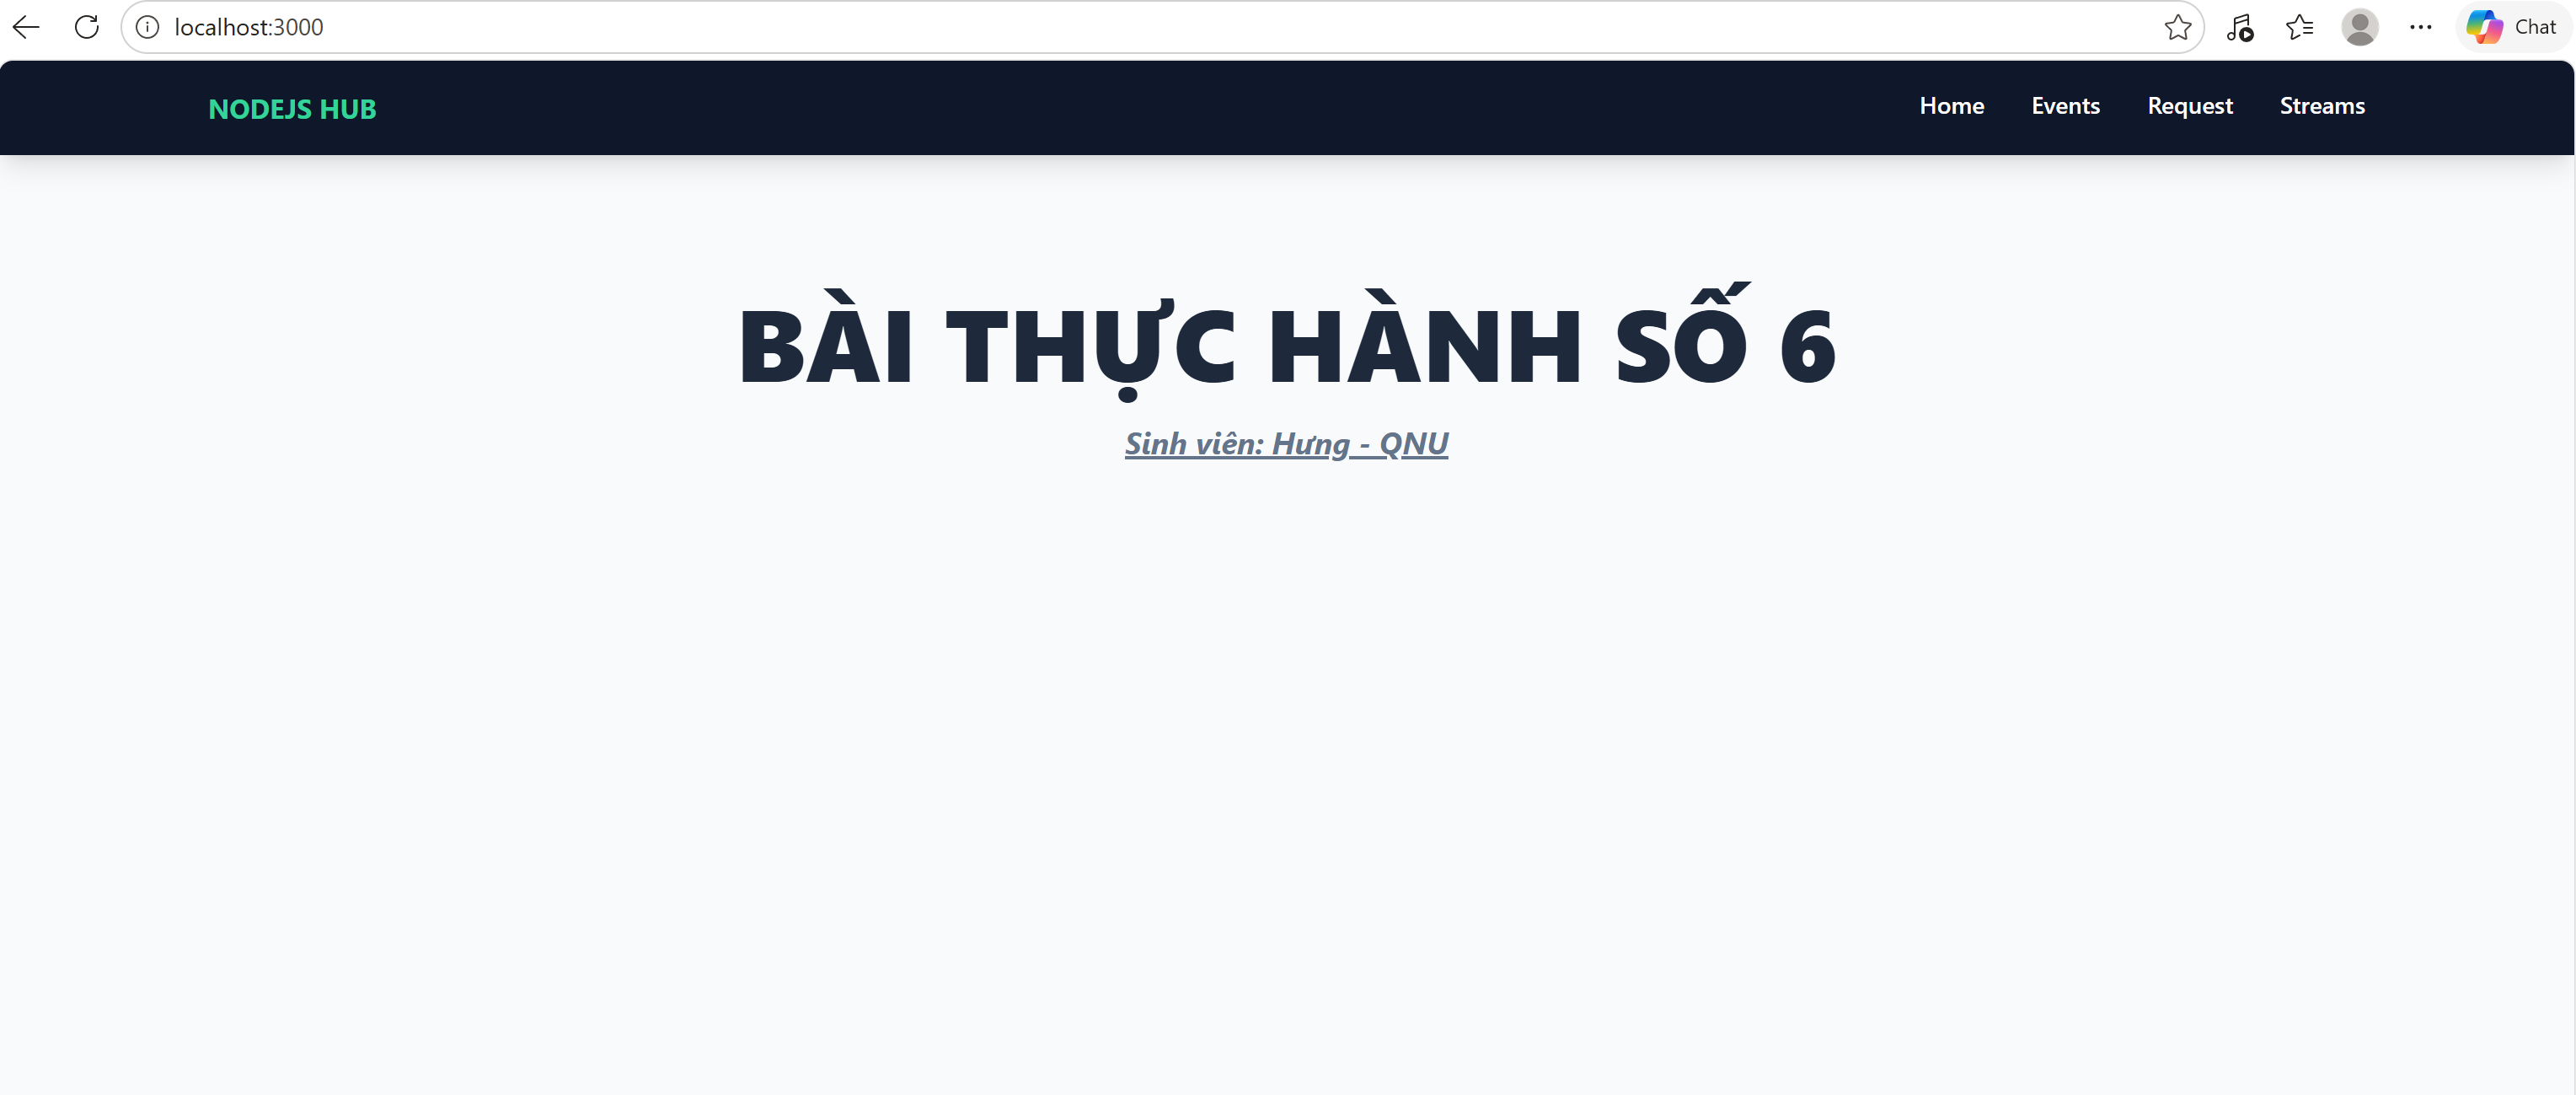 localhost:3000
Chat
NODEJS HUB
Home Events Request Streams
BÀI THỰC HÀNH SỐ 6
Sinh viên: Hưng - QNU